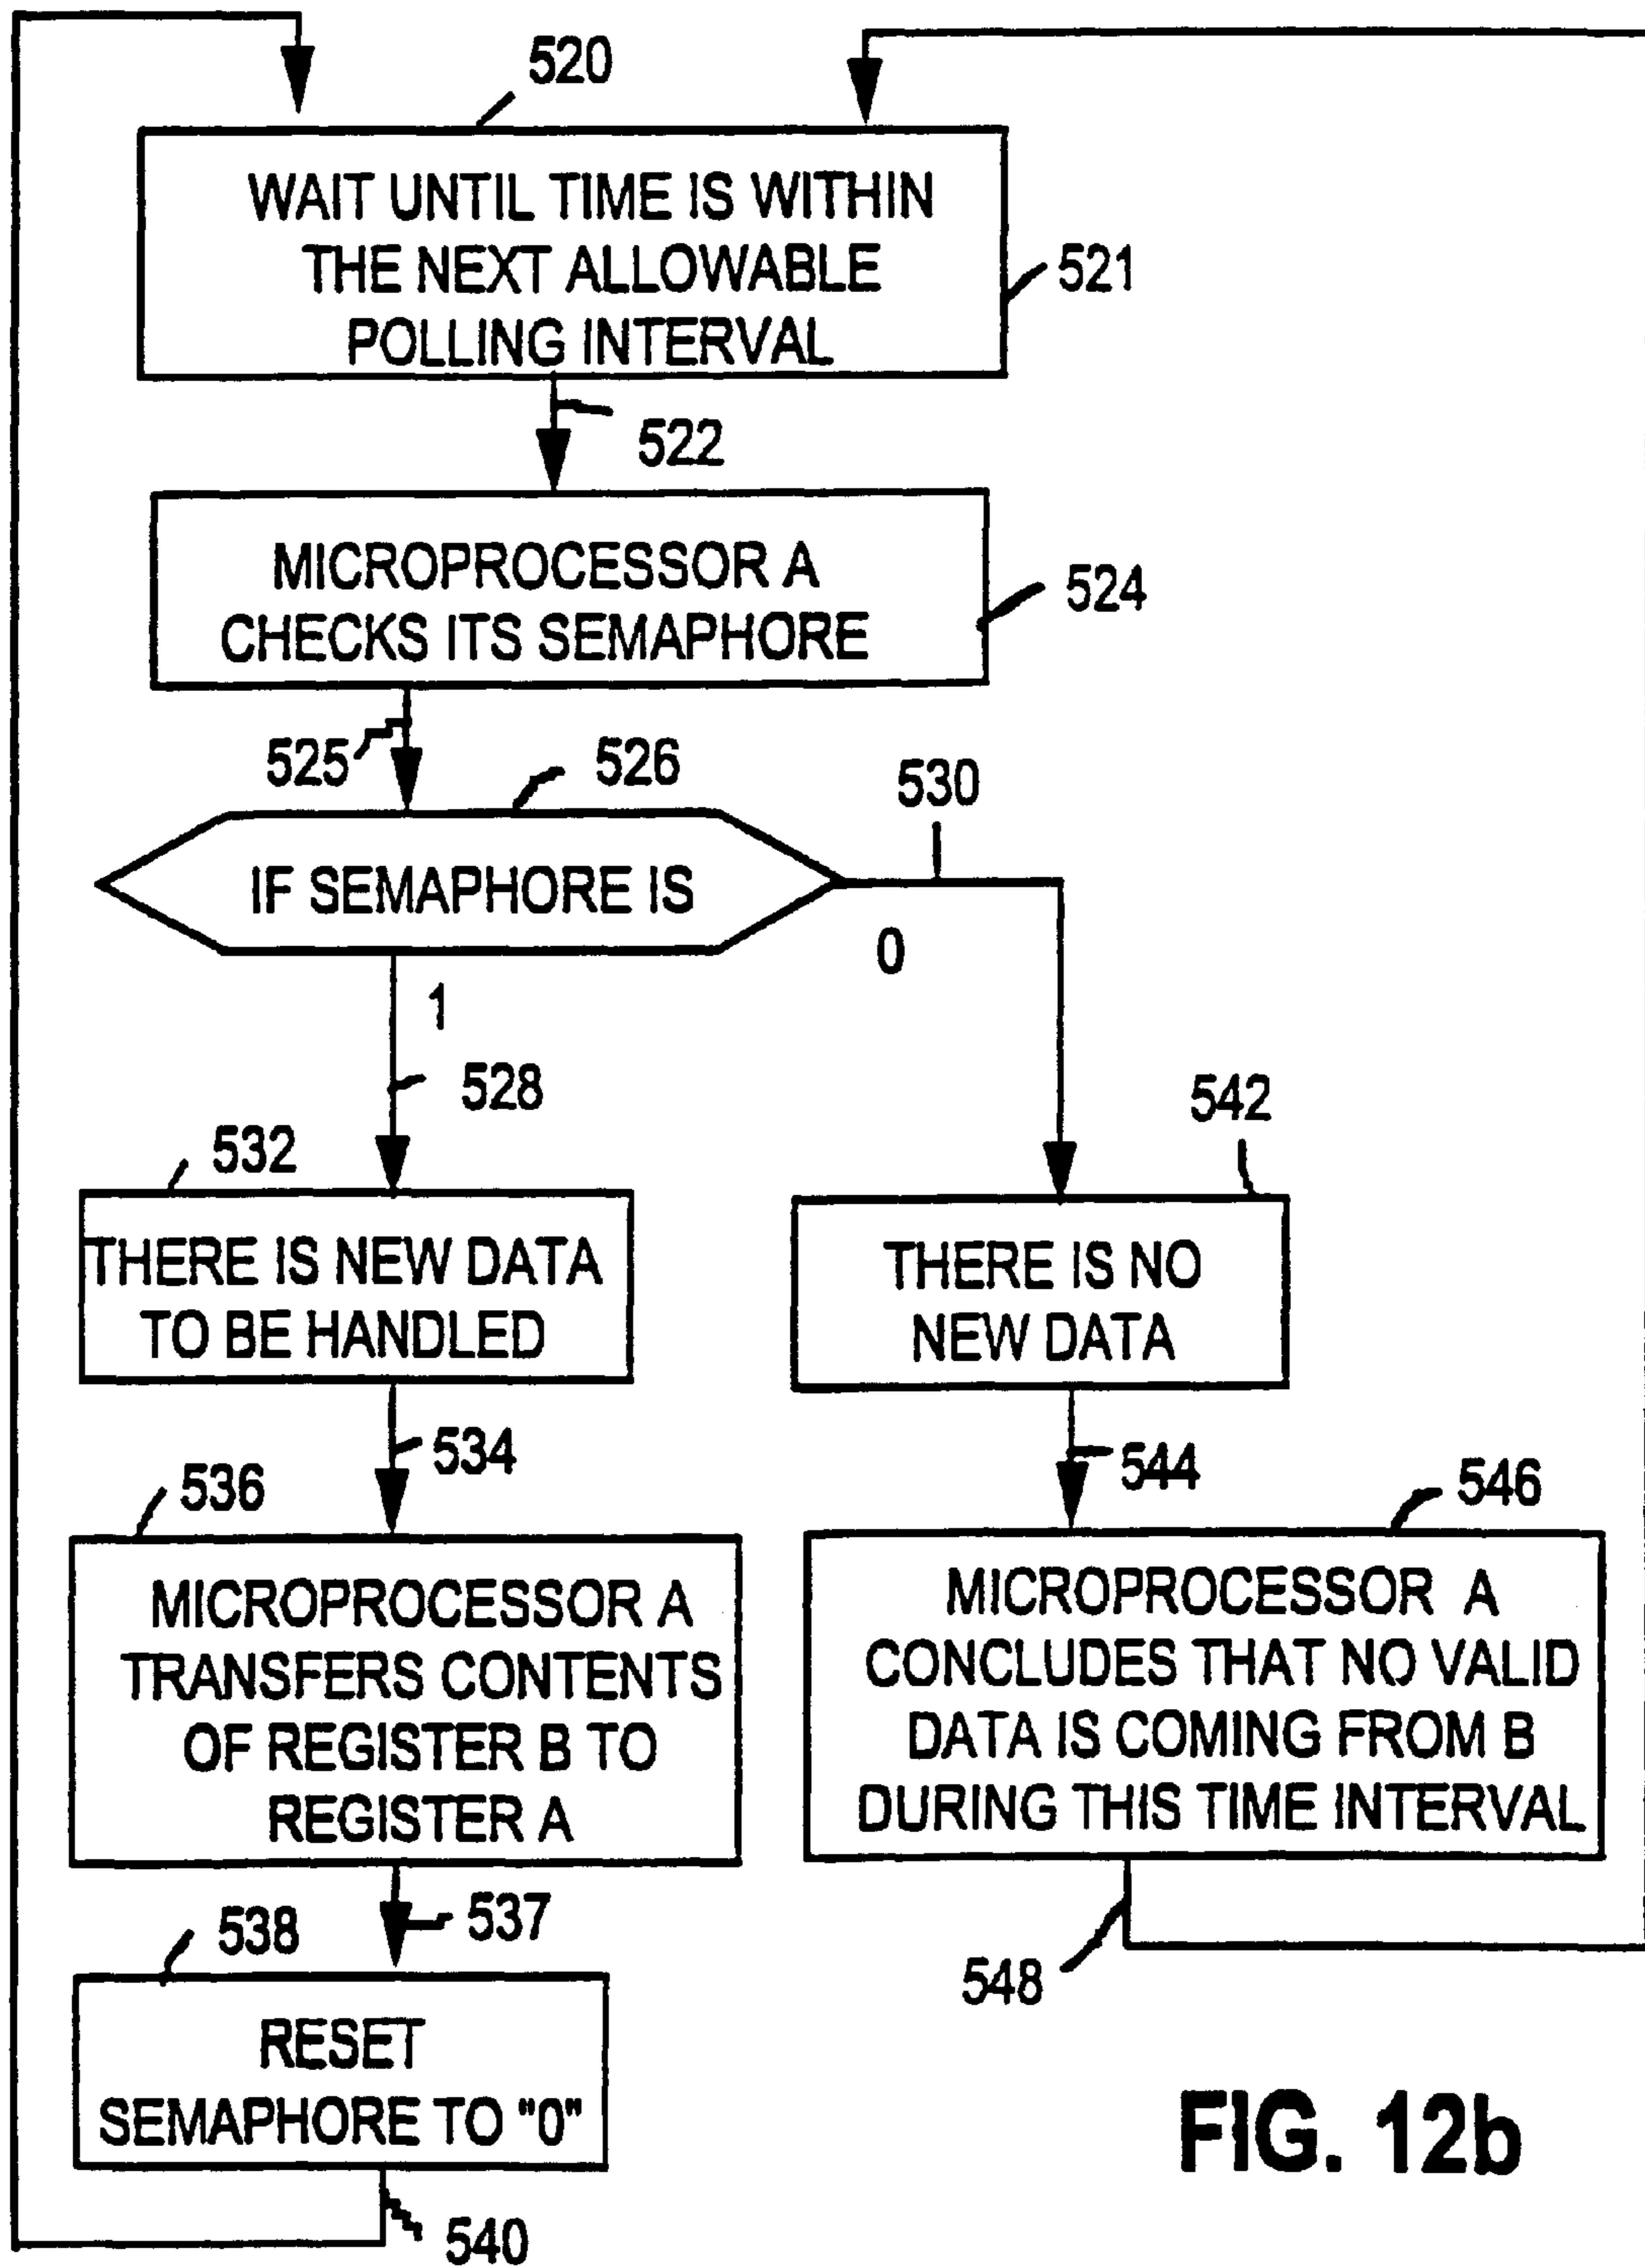 520
WAIT UNTIL TIME IS WITHIN
THE NEXT ALLOWABLE
POLLING INTERVAL
521
522
MICROPROCESSOR A
CHECKS ITS SEMAPHORE
524
525
526
530
IF SEMAPHORE IS
0
1
528
532
542
THERE IS NEW DATA
TO BE HANDLED
THERE IS NO
NEW DATA
534
544
536
546
MICROPROCESSOR A
TRANSFERS CONTENTS
OF REGISTER B TO
REGISTER A
MICROPROCESSOR A
CONCLUDES THAT NO VALID
DATA IS COMING FROM B
DURING THIS TIME INTERVAL
537
538
548
RESET
SEMAPHORE TO "0"
540
FIG. 12b